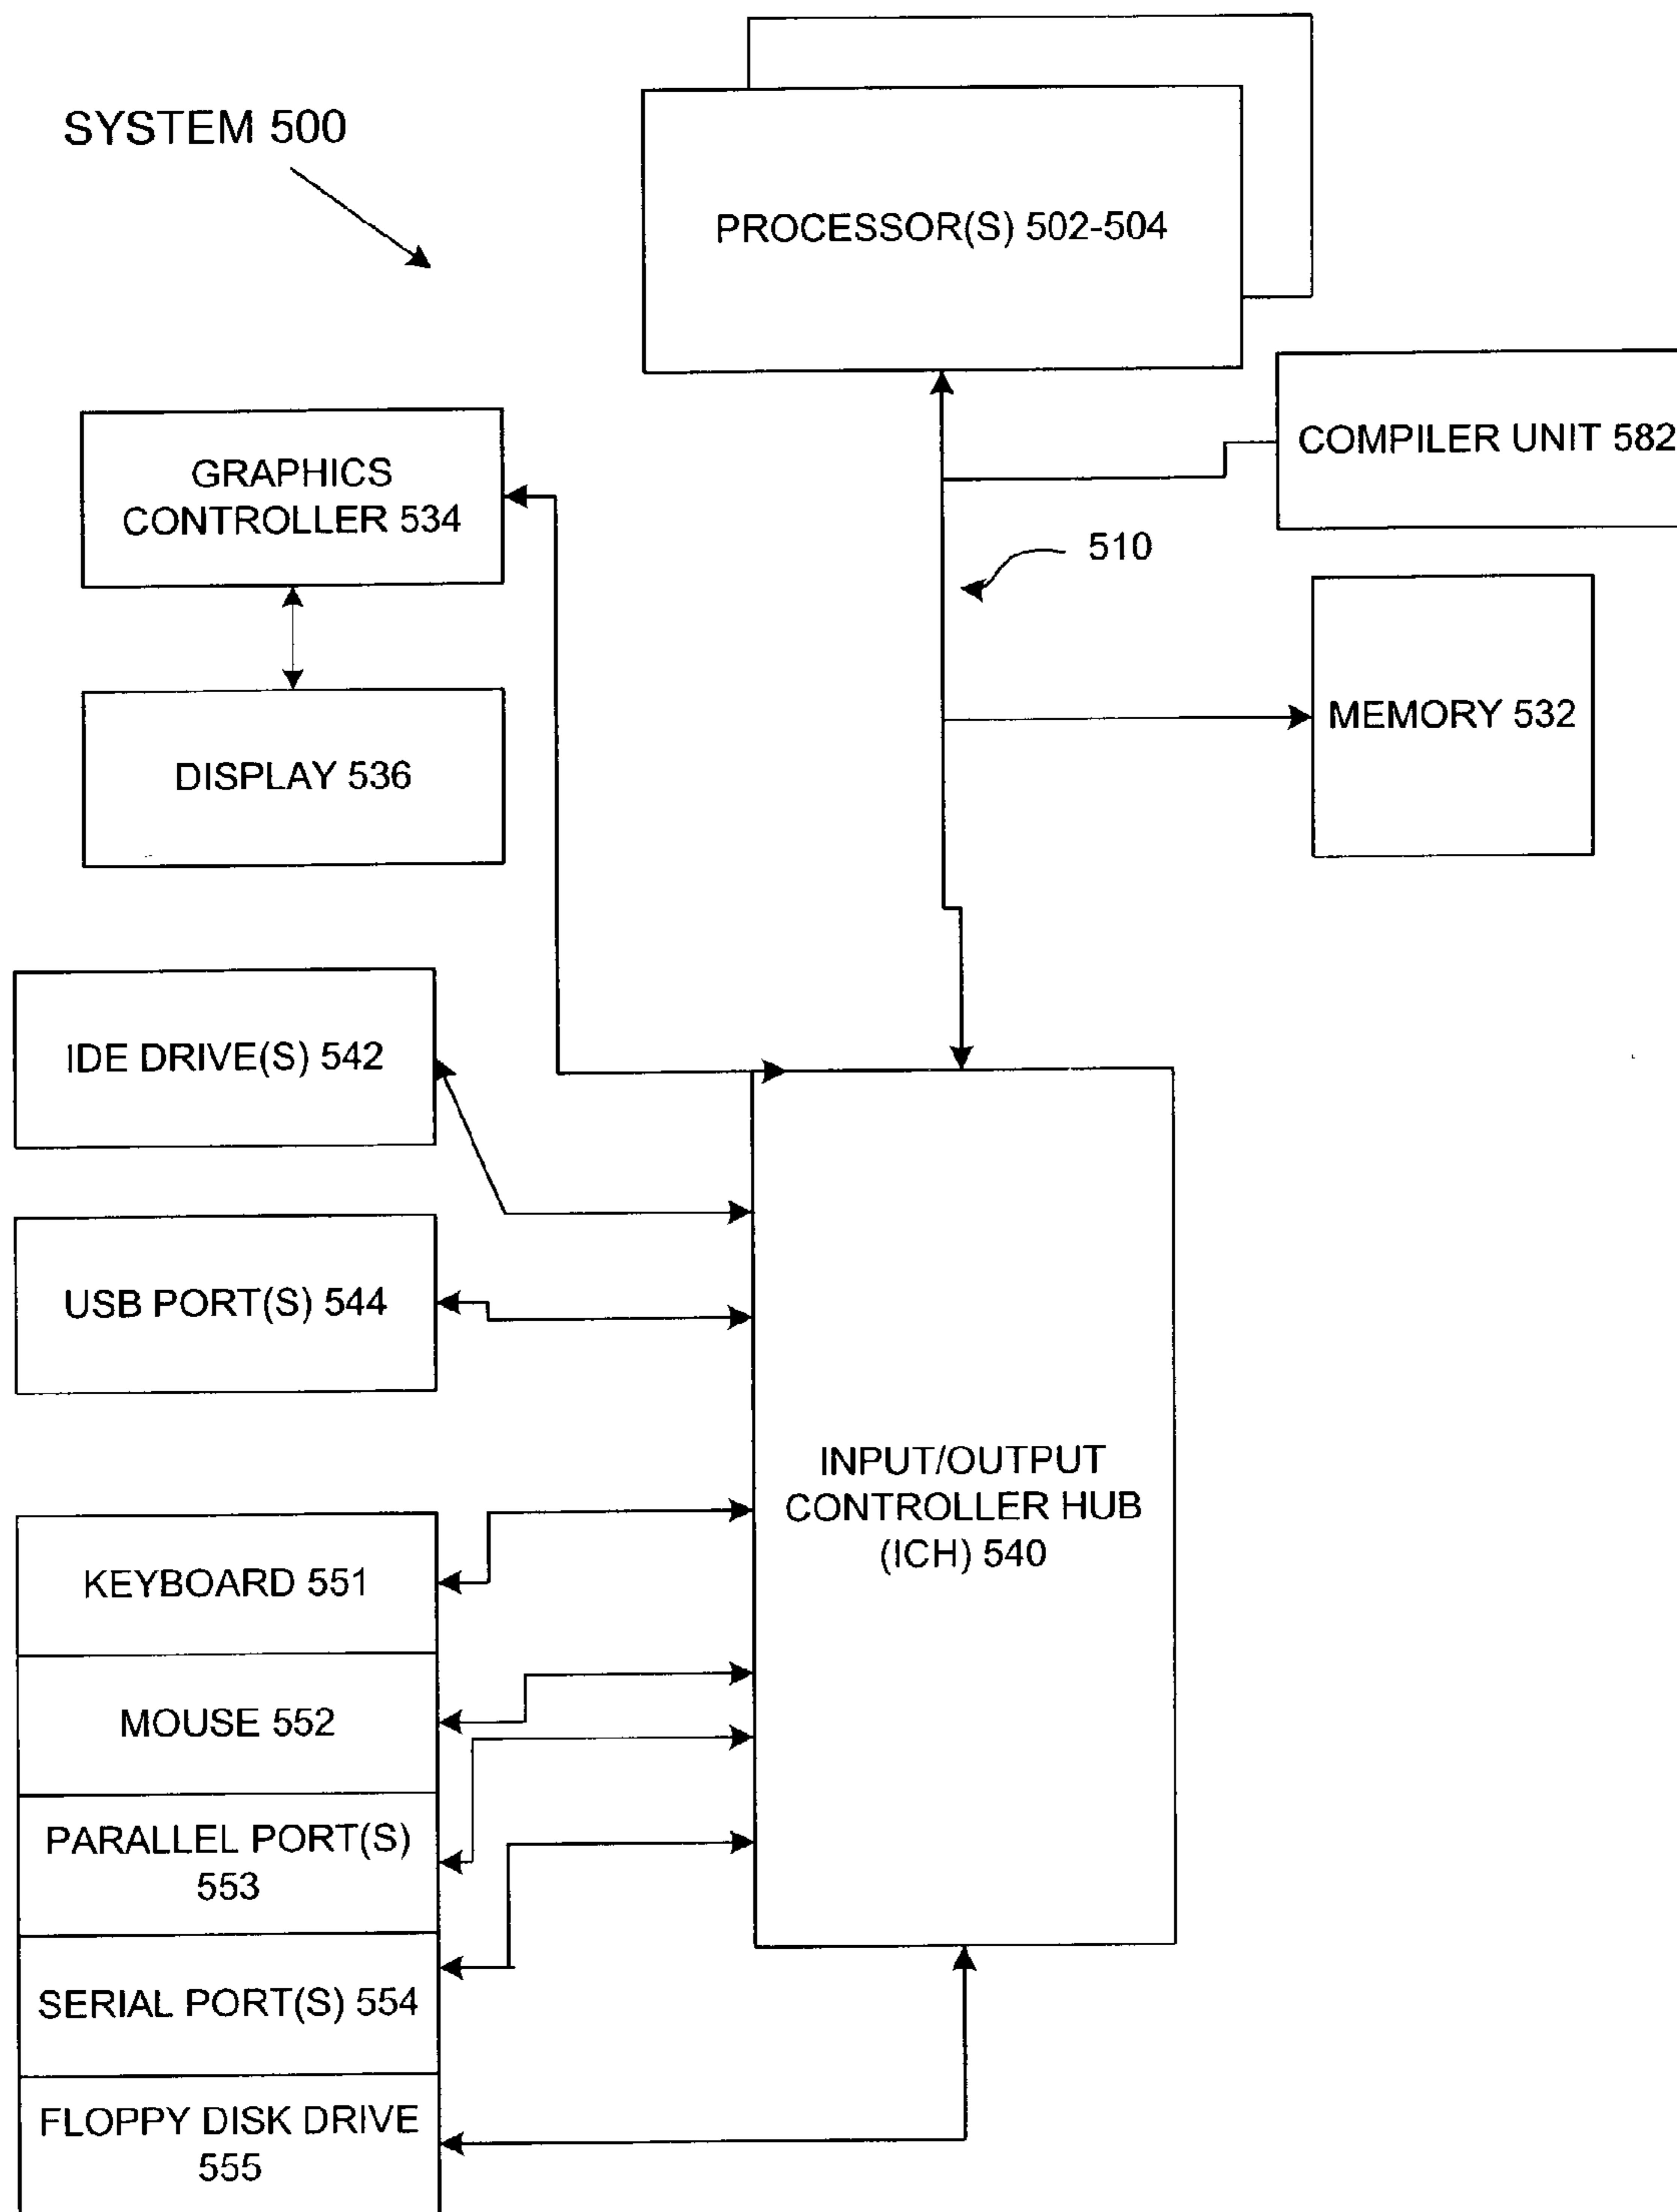 SYSTEM 500
PROCESSOR(S) 502-504
COMPILER UNIT 582
GRAPHICS
CONTROLLER 534
510
MEMORY 532
DISPLAY 536
IDE DRIVE(S) 542
USB PORT(S) 544
INPUT/OUTPUT
CONTROLLER HUB
(ICH) 540
KEYBOARD 551
MOUSE 552
PARALLEL PORT(S)
553
SERIAL PORT(S) 554
FLOPPY DISK DRIVE
555